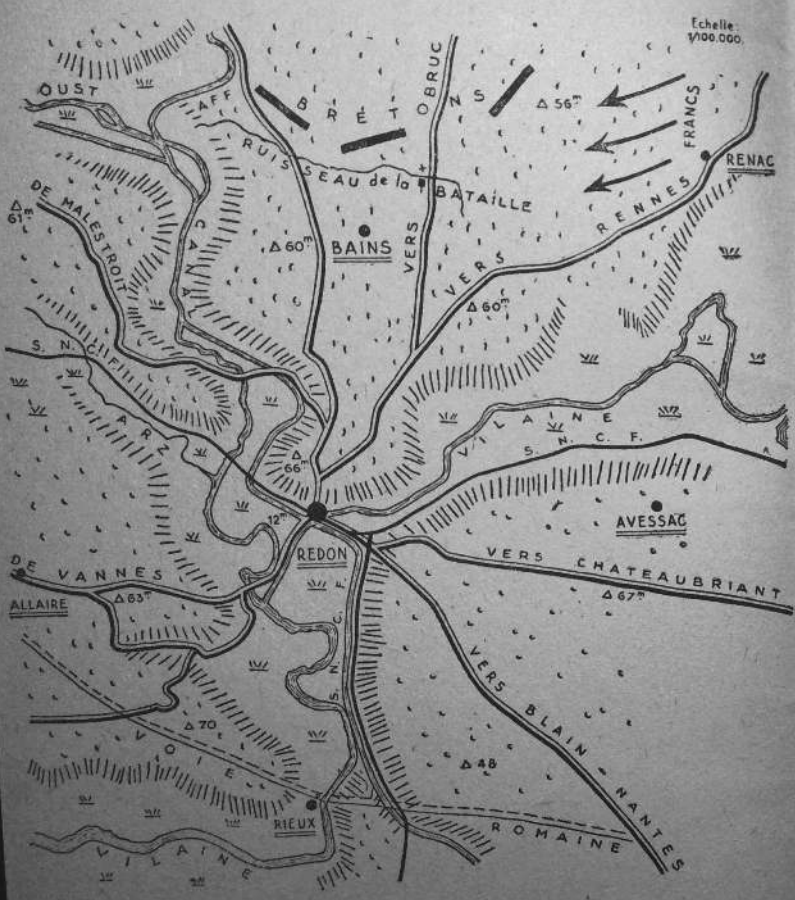 Echelle:
1/100.000.
OUST
AFF
BRÉTONS
OBRUC
VERS
△ 56m
FRANCS
RENAC
RUISSEAU de la BATAILLE
DE MALESTROIT
△ 61m
CANAL
△ 60m
BAINS
VERS RENNES
△ 60m
S.N.C.F.
ARZ
△ 66m
VILAINE
S.N.C.F.
12m
REDON
AVESSAC
DE VANNES
ALLAIRE
△ 63m
VERS CHATEAUBRIANT
△ 67m
S.N.C.F.
VERS BLAIN - NANTES
△ 70
△ 48
VOIE ROMAINE
RIEUX
VILAINE